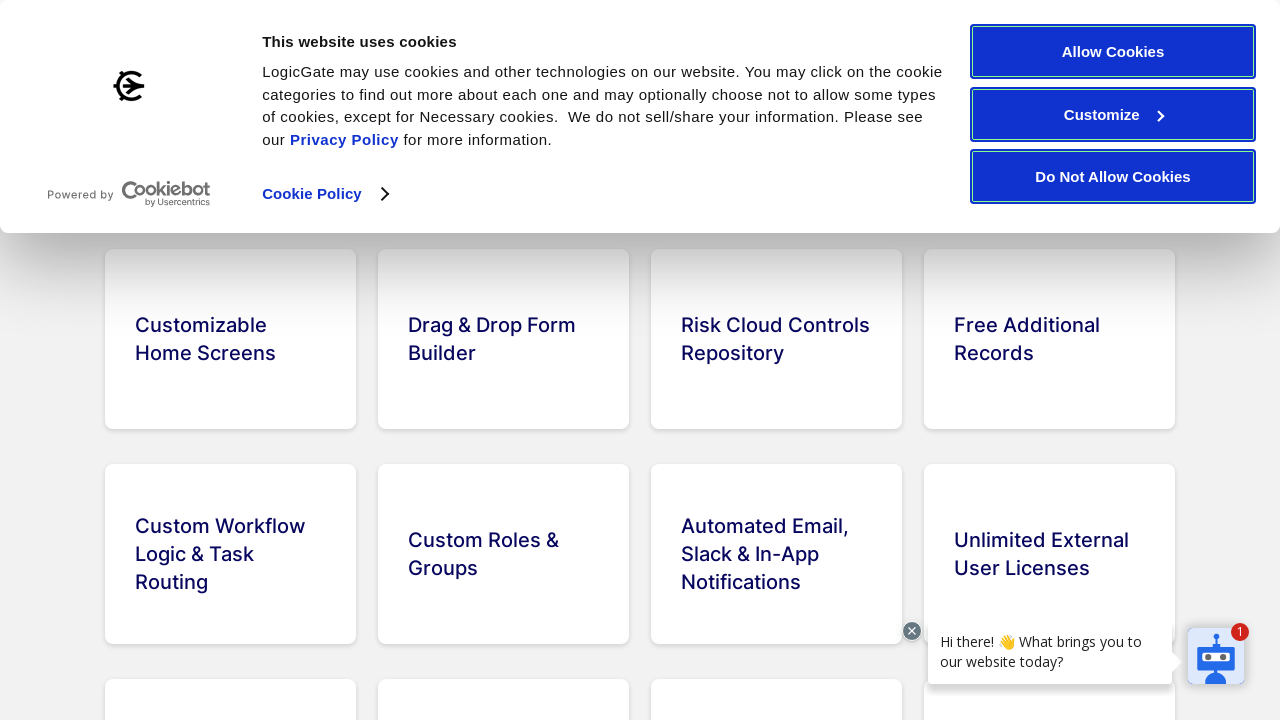 This website uses cookies
LogicGate may use cookies and other technologies on our website. You may click on the cookie
categories to find out more about each one and may optionally choose not to allow some types
of cookies, except for Necessary cookies.  We do not sell/share your information. Please see
our Privacy Policy for more information.
Cookie Policy
Powered by Cookiebot
by Usercentrics
Allow Cookies
Customize
Do Not Allow Cookies
Customizable
Home Screens
Drag & Drop Form
Builder
Risk Cloud Controls
Repository
Free Additional
Records
Custom Workflow
Logic & Task
Routing
Custom Roles &
Groups
Automated Email,
Slack & In-App
Notifications
Unlimited External
User Licenses
Hi there! 👋 What brings you to
our website today?
1